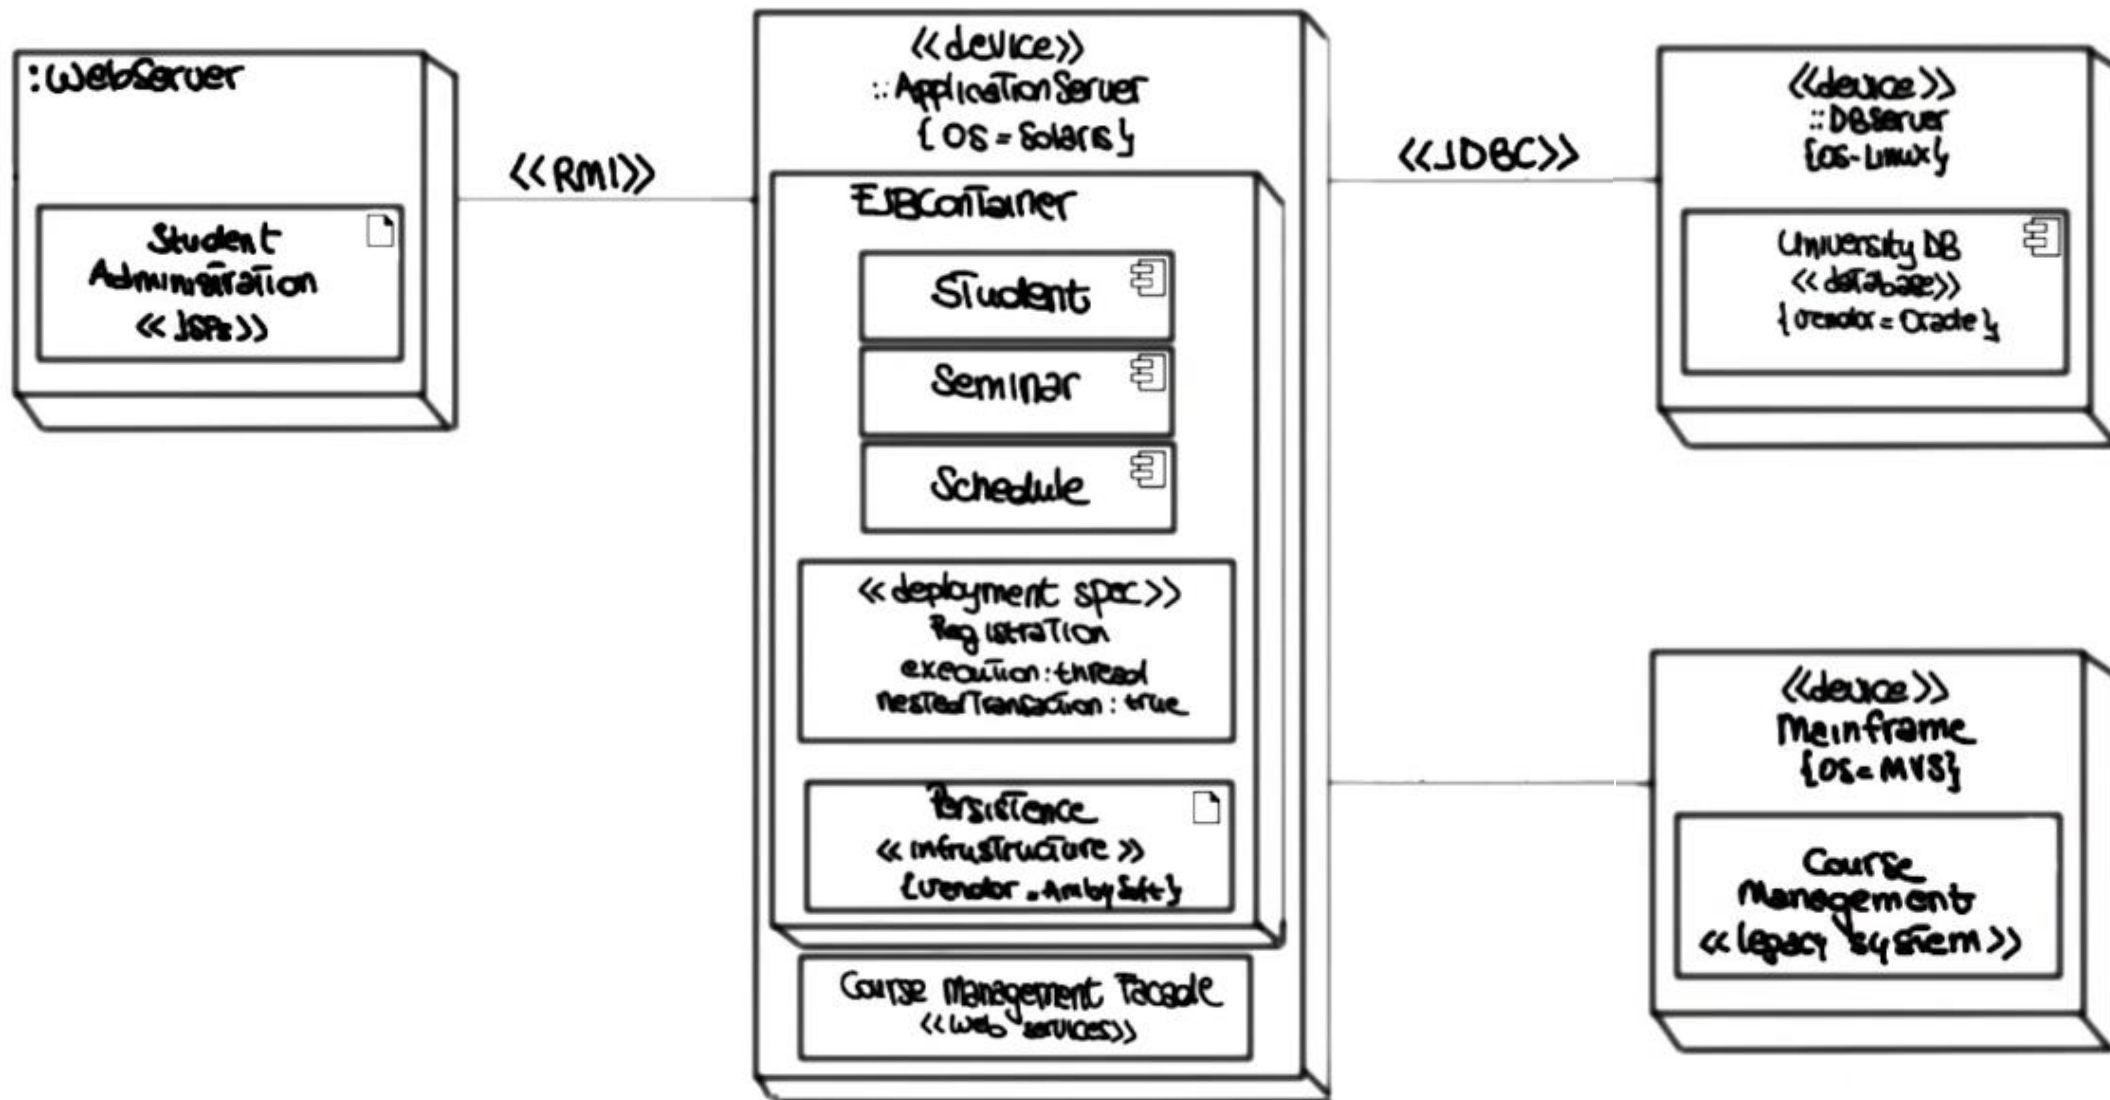 :WebServer
Student
Administration
<<JSPs>>
<<RMI>>
<<device>>
::ApplicationServer
{OS=Solaris}
EJBContainer
Student
Seminar
Schedule
<<deployment spec>>
Registration
execution:thread
nestedTransaction:true
Persistence
<<infrustructure>>
{vendor=AmbySoft}
Course Management Facade
<<web services>>
<<JDBC>>
<<device>>
::DBServer
{OS-Linux}
University DB
<<database>>
{vendor=Oracle}
<<device>>
Meinframe
{OS=MVS}
Course
Management
<<legacy system>>